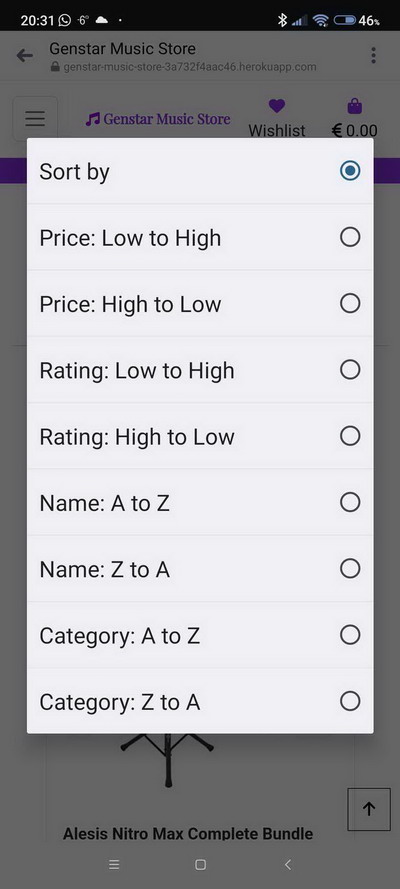 20:31 -6° 46%
Genstar Music Store
genstar-music-store-3a732f4aac46.herokuapp.com
Genstar Music Store
Wishlist € 0.00
Sort by
Price: Low to High
Price: High to Low
Rating: Low to High
Rating: High to Low
Name: A to Z
Name: Z to A
Category: A to Z
Category: Z to A
Alesis Nitro Max Complete Bundle